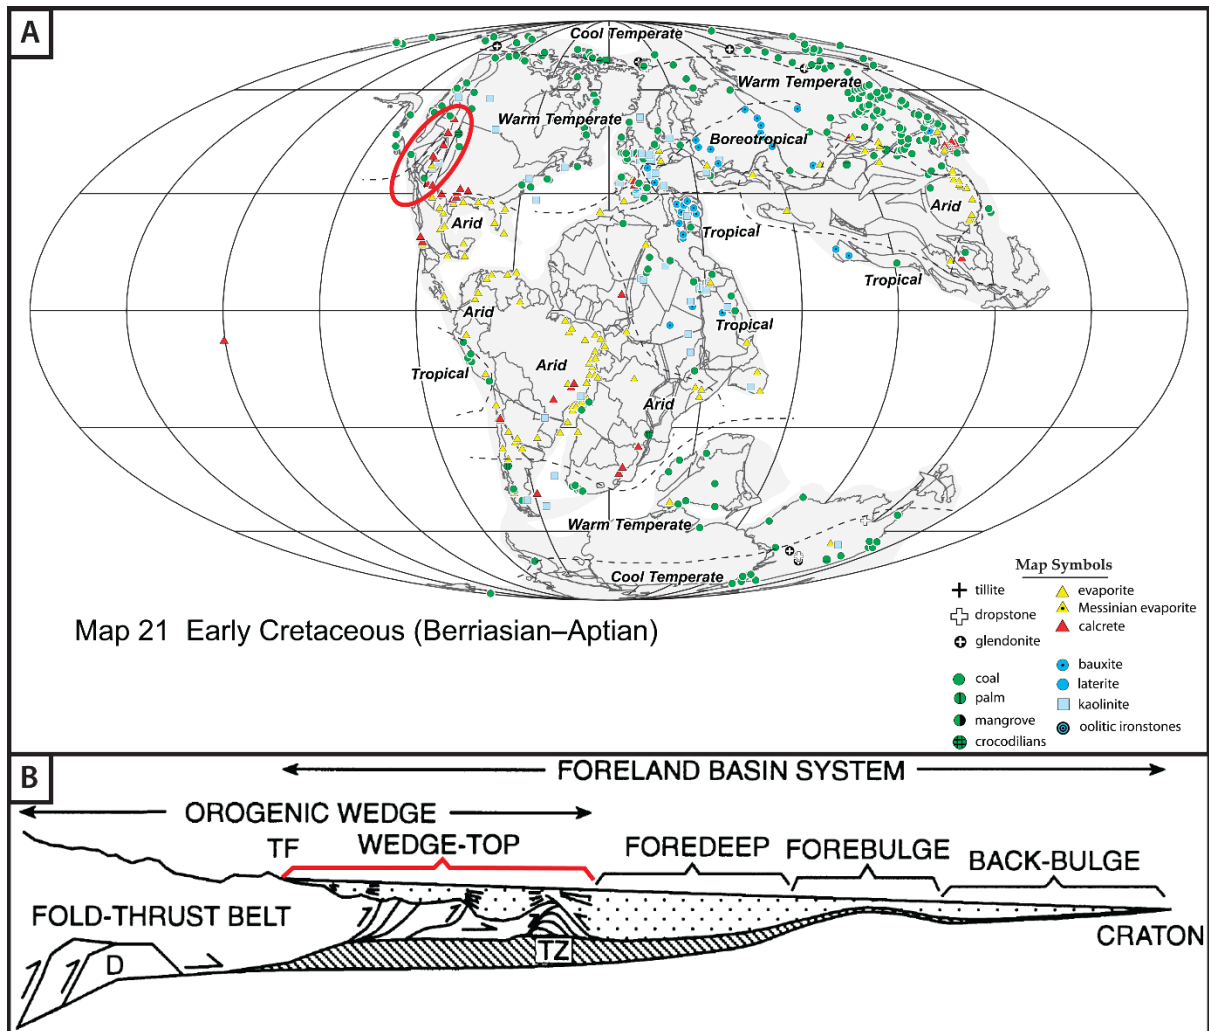 A
Cool Temperate
Warm Temperate
Warm Temperate
Boreotropical
Arid
Arid
Tropical
Tropical
Arid
Tropical
Arid
Tropical
Arid
Warm Temperate
Cool Temperate
Map 21 Early Cretaceous (Berriasian–Aptian)
Map Symbols
tillite
dropstone
glendonite
coal
palm
mangrove
crocodilians
evaporite
Messinian evaporite
calcrete
bauxite
laterite
kaolinite
oolitic ironstones
B
FORELAND BASIN SYSTEM
OROGENIC WEDGE
TF
WEDGE-TOP
FOREDEEP
FOREBULGE
BACK-BULGE
FOLD-THRUST BELT
D
TZ
CRATON